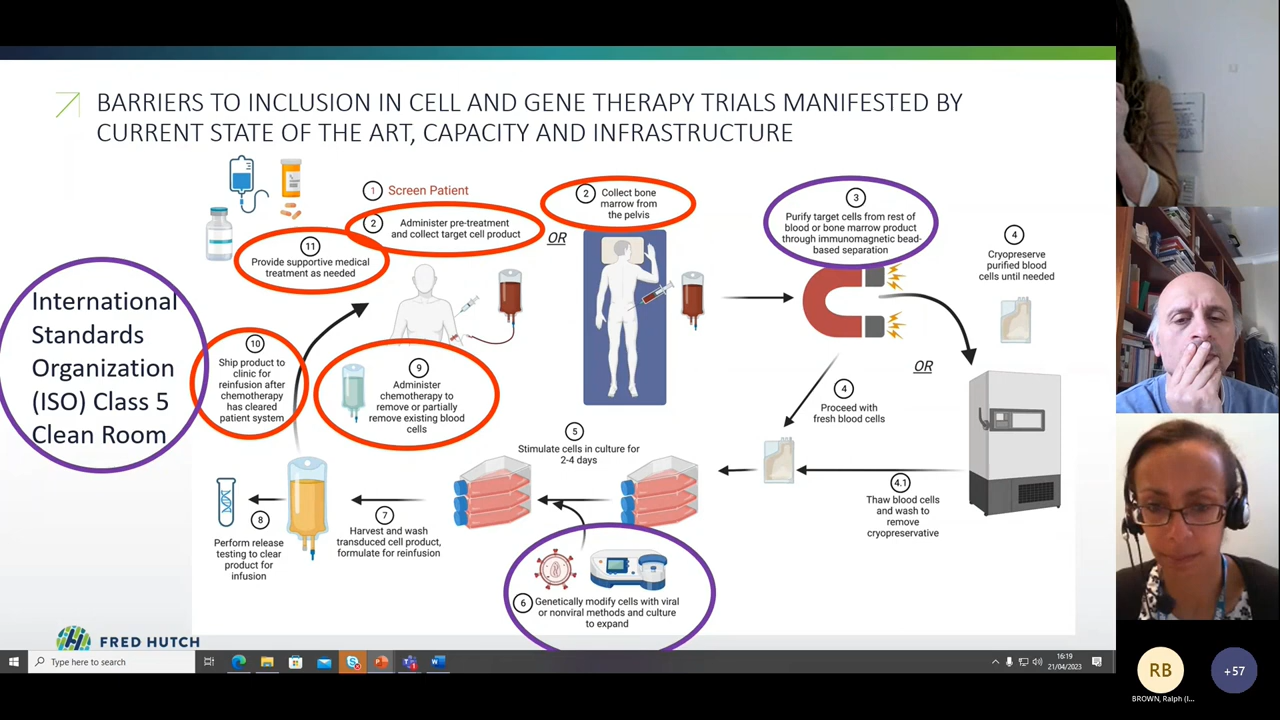 BARRIERS TO INCLUSION IN CELL AND GENE THERAPY TRIALS MANIFESTED BY
CURRENT STATE OF THE ART, CAPACITY AND INFRASTRUCTURE
1 Screen Patient
2 Administer pre-treatment
and collect target cell product
OR
2 Collect bone
marrow from
the pelvis
3
Purify target cells from rest of
blood or bone marrow product
through immunomagnetic bead-
based separation
4
Cryopreserve
purified blood
cells until needed
OR
4
Proceed with
fresh blood cells
4.1
Thaw blood cells
and wash to
remove
cryopreservative
5
Stimulate cells in culture for
2-4 days
6 Genetically modify cells with viral
or nonviral methods and culture
to expand
7
Harvest and wash
transduced cell product,
formulate for reinfusion
8
Perform release
testing to clear
product for
infusion
9
Administer
chemotherapy to
remove or partially
remove existing blood
cells
10
Ship product to
clinic for
reinfusion after
chemotherapy
has cleared
patient system
11
Provide supportive medical
treatment as needed
International
Standards
Organization
(ISO) Class 5
Clean Room
FRED HUTCH
Type here to search
16:19
21/04/2023
RB
BROWN, Ralph (I...
+57